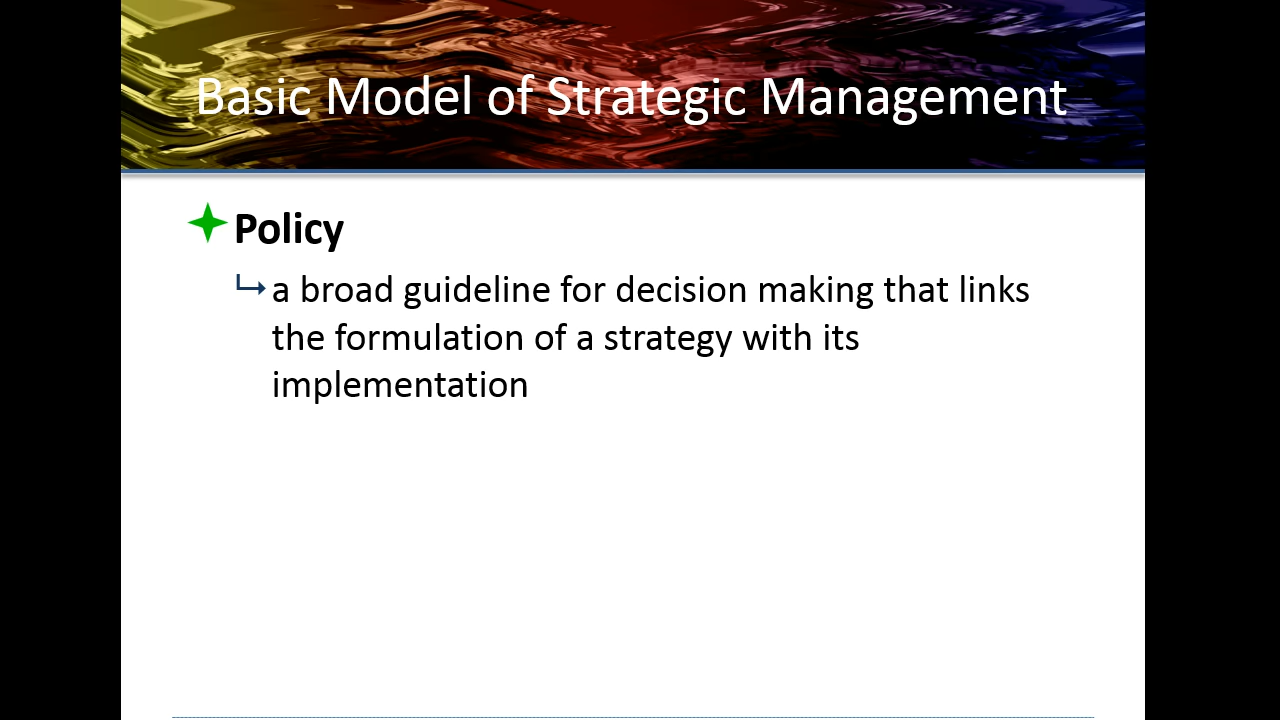 Basic Model of Strategic Management
Policy
a broad guideline for decision making that links
the formulation of a strategy with its
implementation